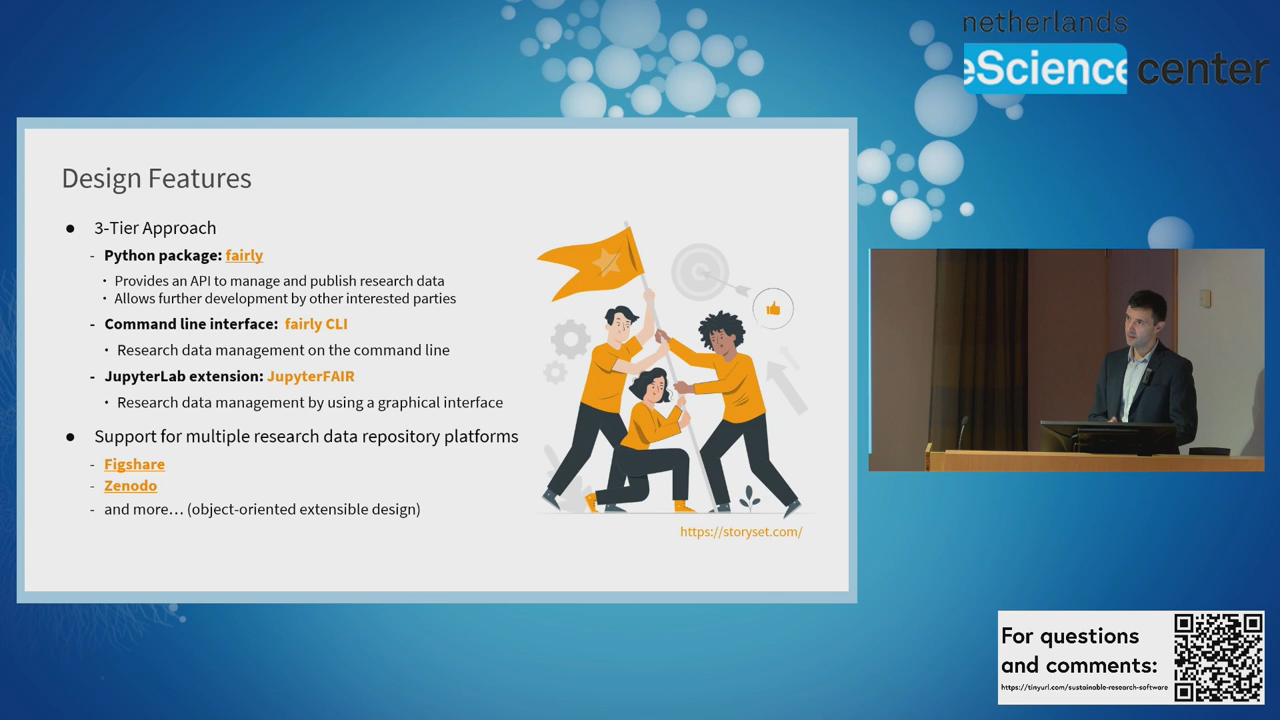 netherlands
eScience center
Design Features
● 3-Tier Approach
- Python package: fairly
· Provides an API to manage and publish research data
· Allows further development by other interested parties
- Command line interface: fairly CLI
· Research data management on the command line
- JupyterLab extension: JupyterFAIR
· Research data management by using a graphical interface
● Support for multiple research data repository platforms
- Figshare
- Zenodo
- and more... (object-oriented extensible design)
https://storyset.com/
For questions
and comments:
https://tinyurl.com/sustainable-research-software